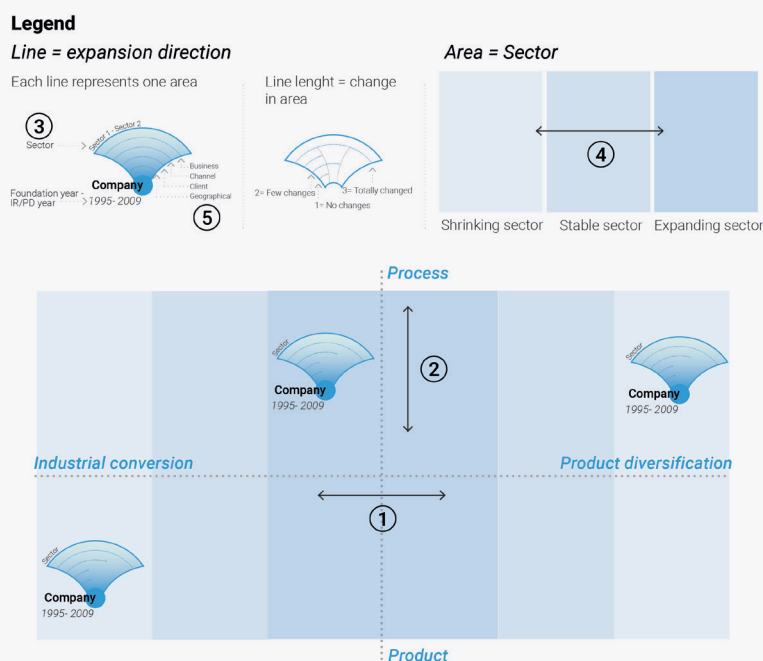 Legend
Line = expansion direction
Each line represents one area
3
Sector
Sector 1 - Sector 2
Business
Channel
Client
Geographical
Company
1995- 2009
Foundation year -
IR/PD year
5
Line lenght = change
in area
2= Few changes
3= Totally changed
1= No changes
Area = Sector
4
Shrinking sector
Stable sector
Expanding sector
Process
Sector
Company
1995- 2009
2
Sector
Company
1995- 2009
Industrial conversion
Product diversification
1
Sector
Company
1995- 2009
Product